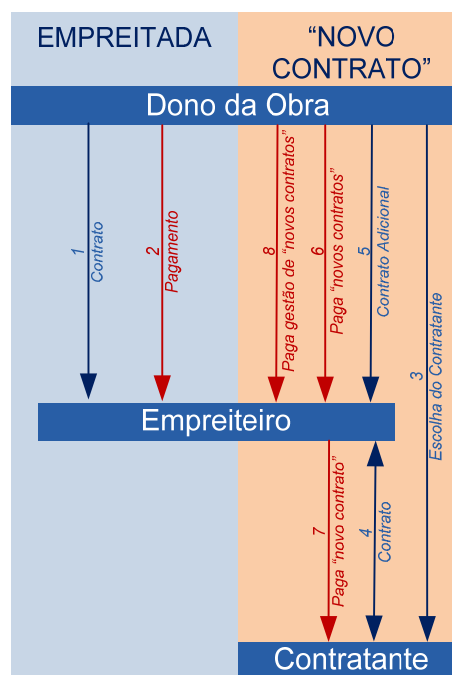 EMPREITADA
“NOVO
CONTRATO”
Dono da Obra
1
Contrato
2
Pagamento
8
Paga gestão de “novos contratos”
6
Paga “novos contratos”
5
Contrato Adicional
3
Escolha do Contratante
Empreiteiro
7
Paga “novo contrato”
4
Contrato
Contratante